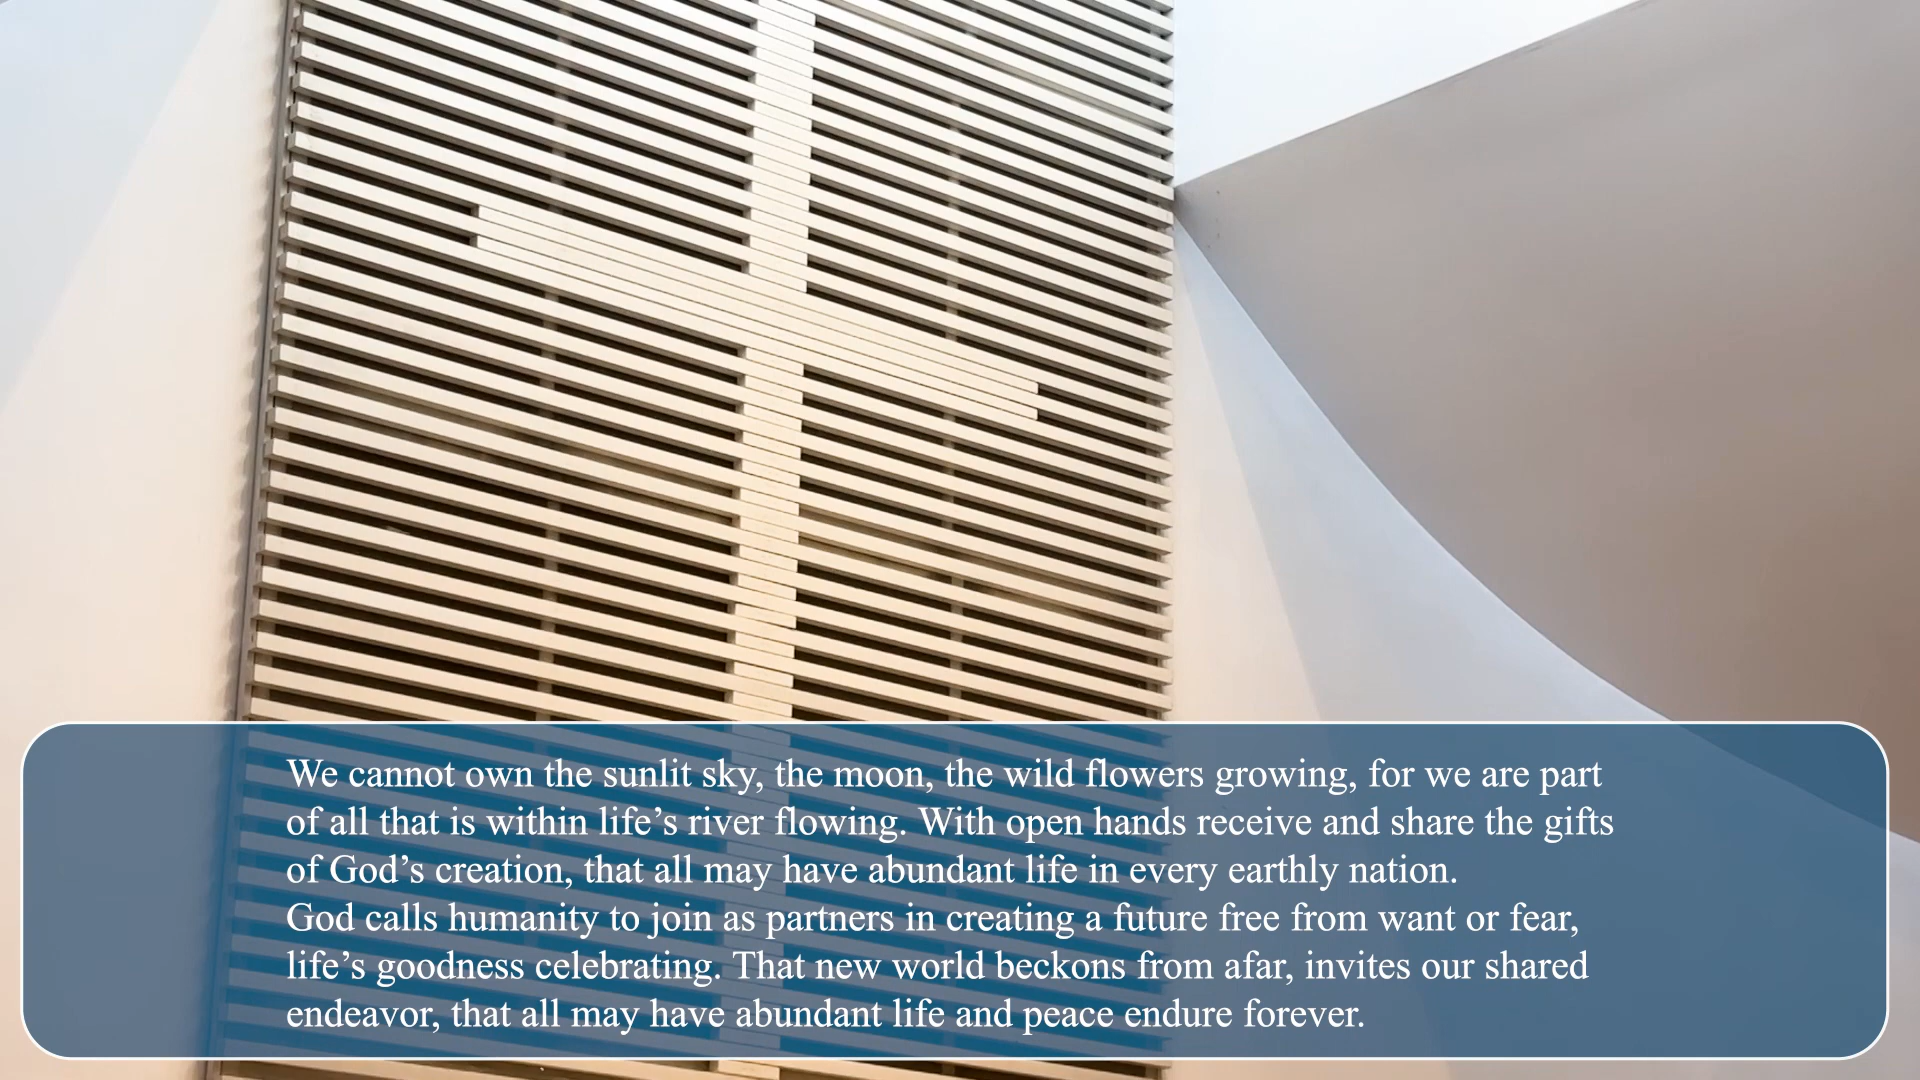 We cannot own the sunlit sky, the moon, the wild flowers growing, for we are part
of all that is within life’s river flowing. With open hands receive and share the gifts
of God’s creation, that all may have abundant life in every earthly nation.
God calls humanity to join as partners in creating a future free from want or fear,
life’s goodness celebrating. That new world beckons from afar, invites our shared
endeavor, that all may have abundant life and peace endure forever.